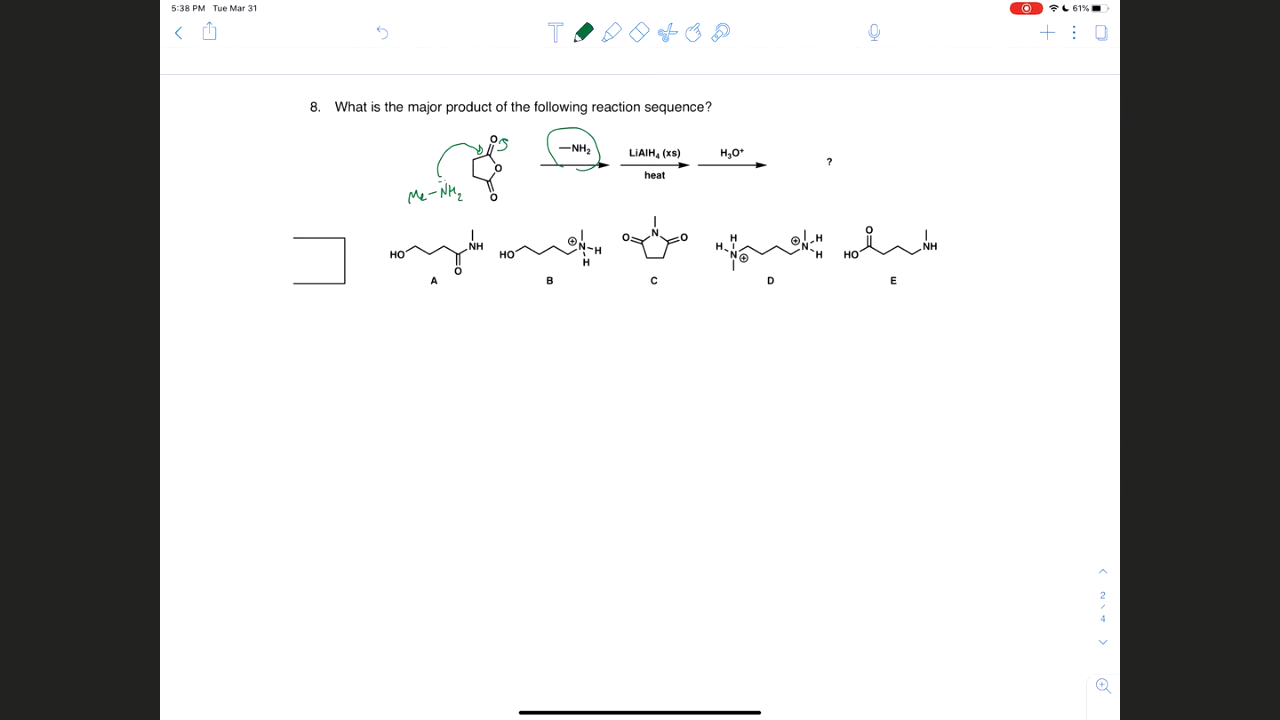 5:38 PM Tue Mar 31
61%
T
8. What is the major product of the following reaction sequence?
O
O
O
Me–NH2
—NH2
LiAlH4 (xs)
heat
H3O+
?
HO
NH
O
A
HO
⊕
N
H
H
B
O
N
O
C
H
H
N
⊕
⊕
N
H
H
D
O
HO
NH
E
2
/
4